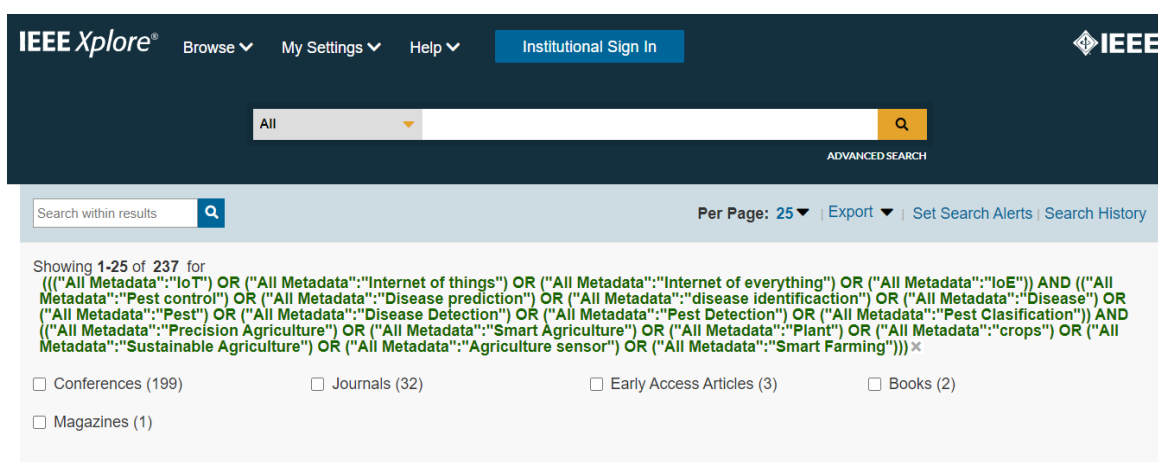 IEEE Xplore® Browse My Settings Help Institutional Sign In IEEE
All
ADVANCED SEARCH
Search within results Per Page: 25 | Export | Set Search Alerts | Search History
Showing 1-25 of 237 for
((("All Metadata":"IoT") OR ("All Metadata":"Internet of things") OR ("All Metadata":"Internet of everything") OR ("All Metadata":"IoE")) AND (("All
Metadata":"Pest control") OR ("All Metadata":"Disease prediction") OR ("All Metadata":"disease identificaction") OR ("All Metadata":"Disease") OR
("All Metadata":"Pest") OR ("All Metadata":"Disease Detection") OR ("All Metadata":"Pest Detection") OR ("All Metadata":"Pest Clasification")) AND
(("All Metadata":"Precision Agriculture") OR ("All Metadata":"Smart Agriculture") OR ("All Metadata":"Plant") OR ("All Metadata":"crops") OR ("All
Metadata":"Sustainable Agriculture") OR ("All Metadata":"Agriculture sensor") OR ("All Metadata":"Smart Farming"))) ×
Conferences (199) Journals (32) Early Access Articles (3) Books (2)
Magazines (1)